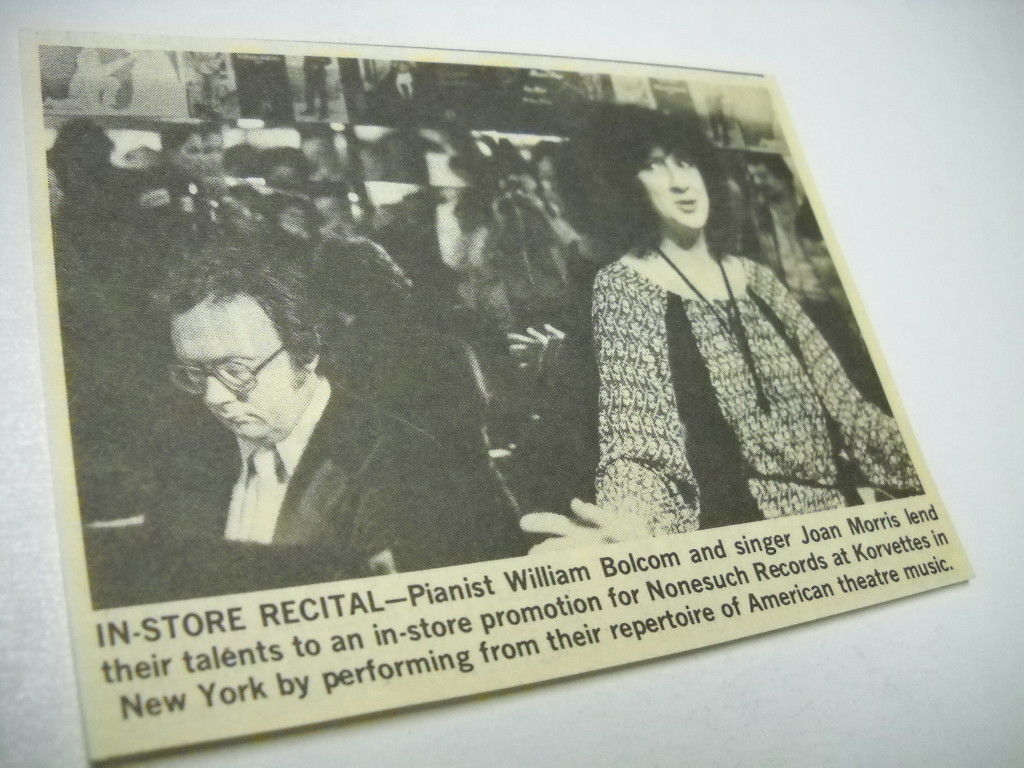 IN-STORE RECITAL—Pianist William Bolcom and singer Joan Morris lend
their talents to an in-store promotion for Nonesuch Records at Korvettes in
New York by performing from their repertoire of American theatre music.